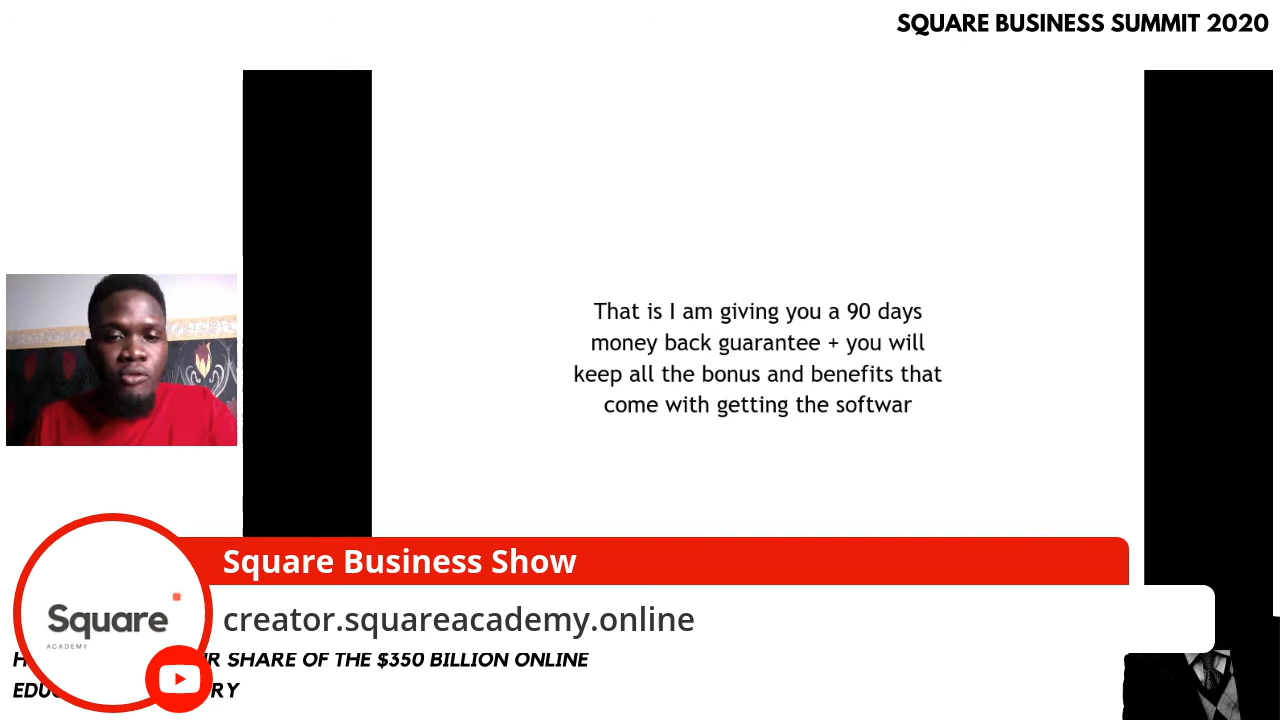 SQUARE BUSINESS SUMMIT 2020
That is I am giving you a 90 days
money back guarantee + you will
keep all the bonus and benefits that
come with getting the softwar
Square Business Show
creator.squareacademy.online
Square
ACADEMY
SHARE OF THE $350 BILLION ONLINE